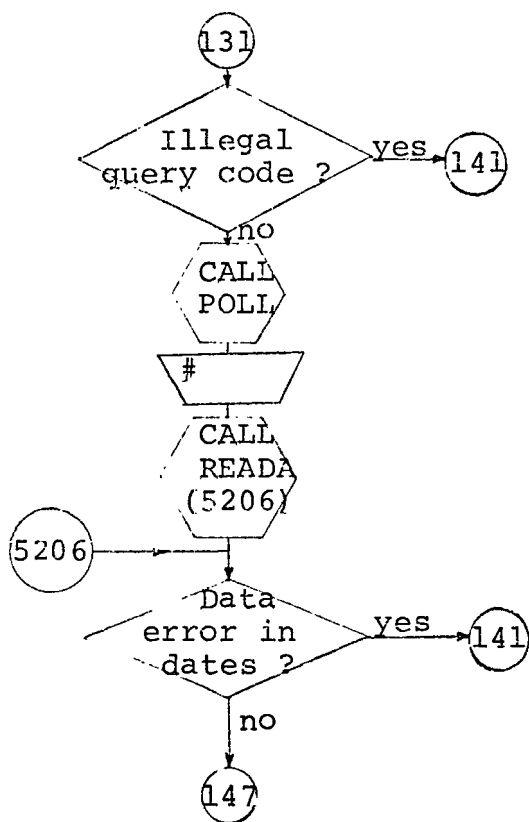 131
Illegal
query code ?
yes
141
no
CALL
POLL
#
CALL
READA
(5206)
5206
Data
error in
dates ?
yes
141
no
147